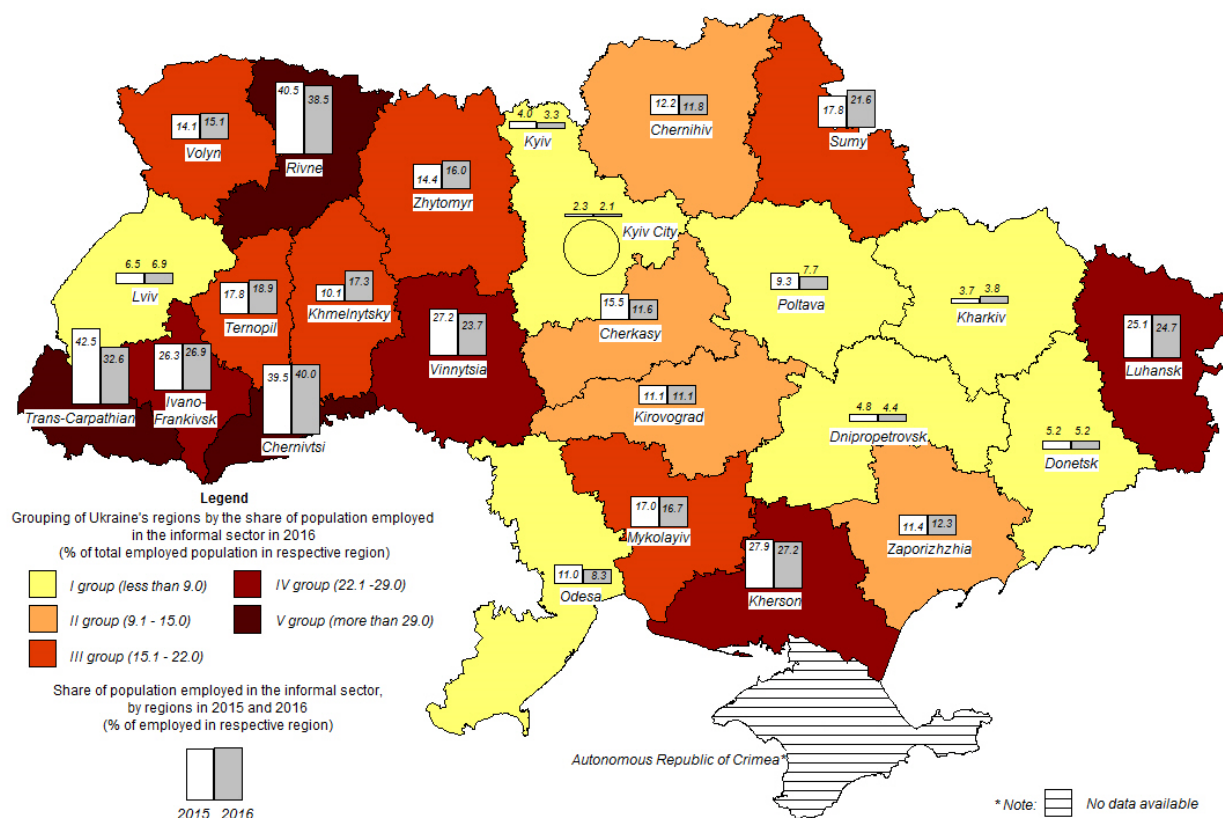 40.5 38.5
Rivne
14.1 15.1
Volyn
4.0 3.3
Kyiv
12.2 11.8
Chernihiv
17.8 21.6
Sumy
14.4 16.0
Zhytomyr
2.3 2.1
Kyiv City
6.5 6.9
Lviv
17.8 18.9
Ternopil
10.1 17.3
Khmelnytsky
15.5 11.6
Cherkasy
9.3 7.7
Poltava
3.7 3.8
Kharkiv
27.2 23.7
Vinnytsia
25.1 24.7
Luhansk
42.5 32.6
Trans-Carpathian
26.3 26.9
Ivano-
Frankivsk
39.5 40.0
Chernivtsi
11.1 11.1
Kirovograd
4.8 4.4
Dnipropetrovsk
5.2 5.2
Donetsk
17.0 16.7
Mykolayiv
11.4 12.3
Zaporizhzhia
27.9 27.2
Kherson
11.0 8.3
Odesa
Legend
Grouping of Ukraine's regions by the share of population employed
in the informal sector in 2016
(% of total employed population in respective region)
I group (less than 9.0)
IV group (22.1 -29.0)
II group (9.1 - 15.0)
V group (more than 29.0)
III group (15.1 - 22.0)
Share of population employed in the informal sector,
by regions in 2015 and 2016
(% of employed in respective region)
2015 2016
Autonomous Republic of Crimea*
* Note: No data available